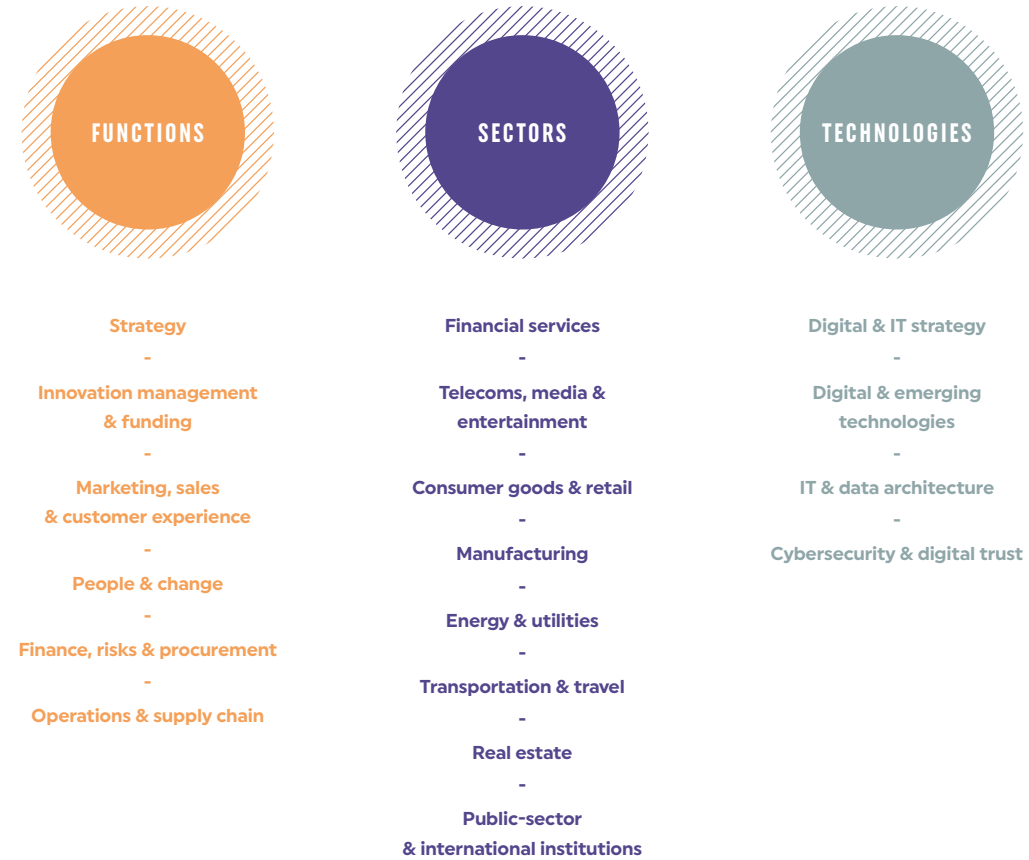 FUNCTIONS
Strategy
-
Innovation management
& funding
-
Marketing, sales
& customer experience
-
People & change
-
Finance, risks & procurement
-
Operations & supply chain
SECTORS
Financial services
-
Telecoms, media &
entertainment
-
Consumer goods & retail
-
Manufacturing
-
Energy & utilities
-
Transportation & travel
-
Real estate
-
Public-sector
& international institutions
TECHNOLOGIES
Digital & IT strategy
-
Digital & emerging
technologies
-
IT & data architecture
-
Cybersecurity & digital trust